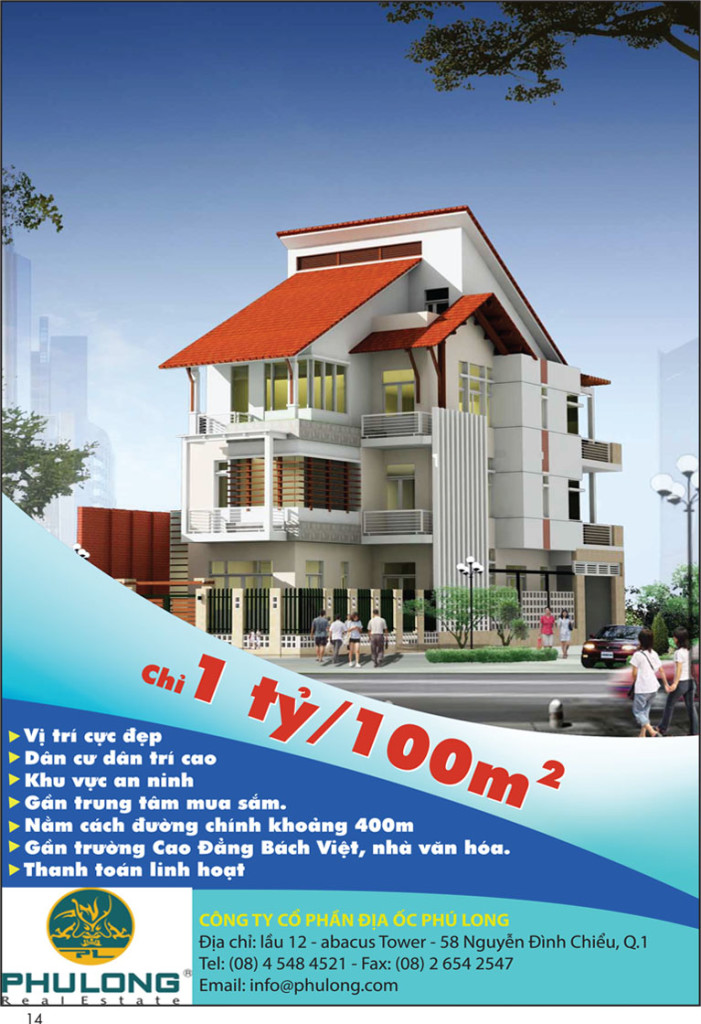 Chỉ 1 tỷ/100m²
Vị trí cực đẹp
Dân cư dân trí cao
Khu vực an ninh
Gần trung tâm mua sắm.
Nằm cách đường chính khoảng 400m
Gần trường Cao Đẳng Bách Việt, nhà văn hóa.
Thanh toán linh hoạt
PL
PHULONG®
Real Estate
CÔNG TY CỔ PHẦN ĐỊA ỐC PHÚ LONG
Địa chỉ: lầu 12 - abacus Tower - 58 Nguyễn Đình Chiểu, Q.1
Tel: (08) 4 548 4521 - Fax: (08) 2 654 2547
Email: info@phulong.com
14